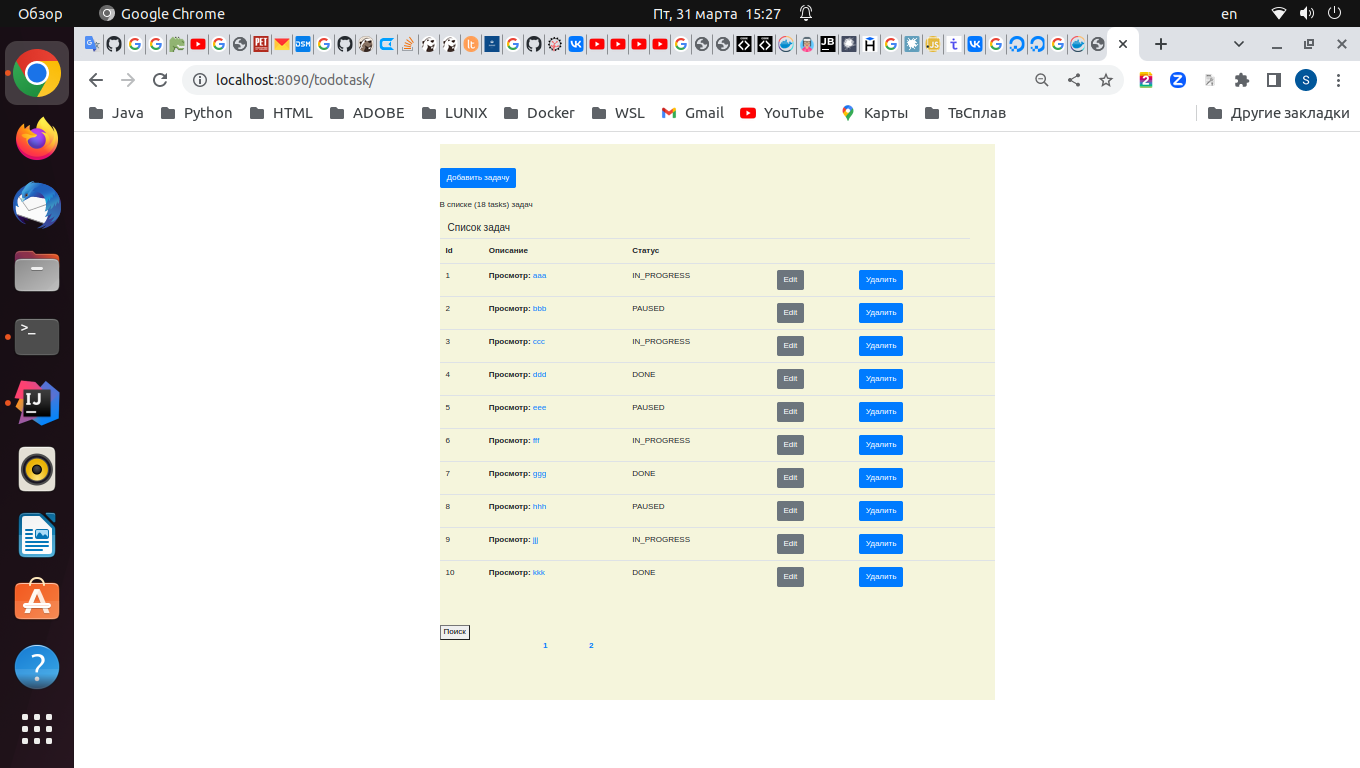 Обзор Google Chrome Пт, 31 марта 15:27 en
localhost:8090/todotask/ S
Java Python HTML ADOBE LUNIX Docker WSL Gmail YouTube Карты ТвСплав Другие закладки
Добавить задачу
В списке (18 tasks) задач
Список задач
Id Описание Статус
1 Просмотр: aaa IN_PROGRESS Edit Удалить
2 Просмотр: bbb PAUSED Edit Удалить
3 Просмотр: ccc IN_PROGRESS Edit Удалить
4 Просмотр: ddd DONE Edit Удалить
5 Просмотр: eee PAUSED Edit Удалить
6 Просмотр: fff IN_PROGRESS Edit Удалить
7 Просмотр: ggg DONE Edit Удалить
8 Просмотр: hhh PAUSED Edit Удалить
9 Просмотр: jjj IN_PROGRESS Edit Удалить
10 Просмотр: kkk DONE Edit Удалить
Поиск
1 2